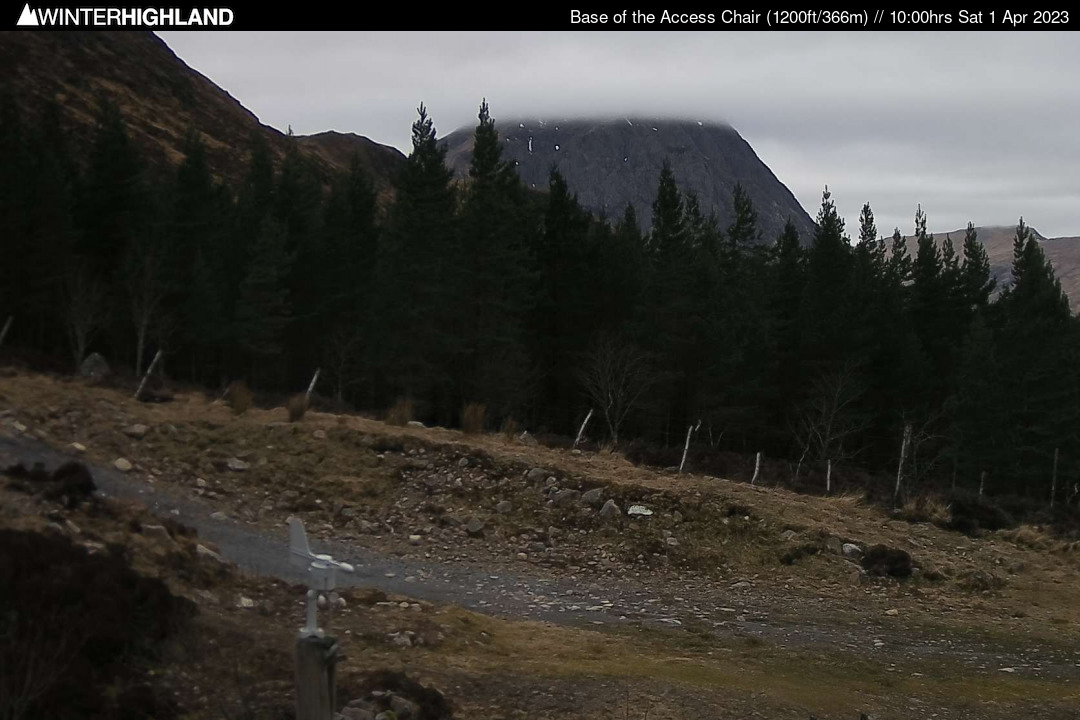 WINTERHIGHLAND
Base of the Access Chair (1200ft/366m) // 10:00hrs Sat 1 Apr 2023